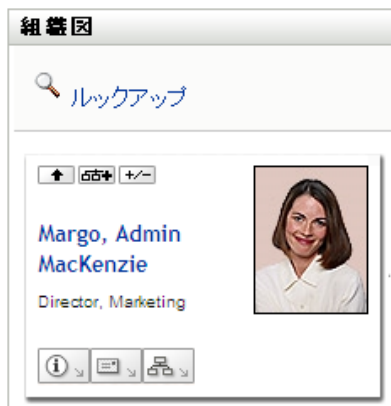 組織図
ルックアップ
+/-
Margo, Admin
MacKenzie
Director, Marketing